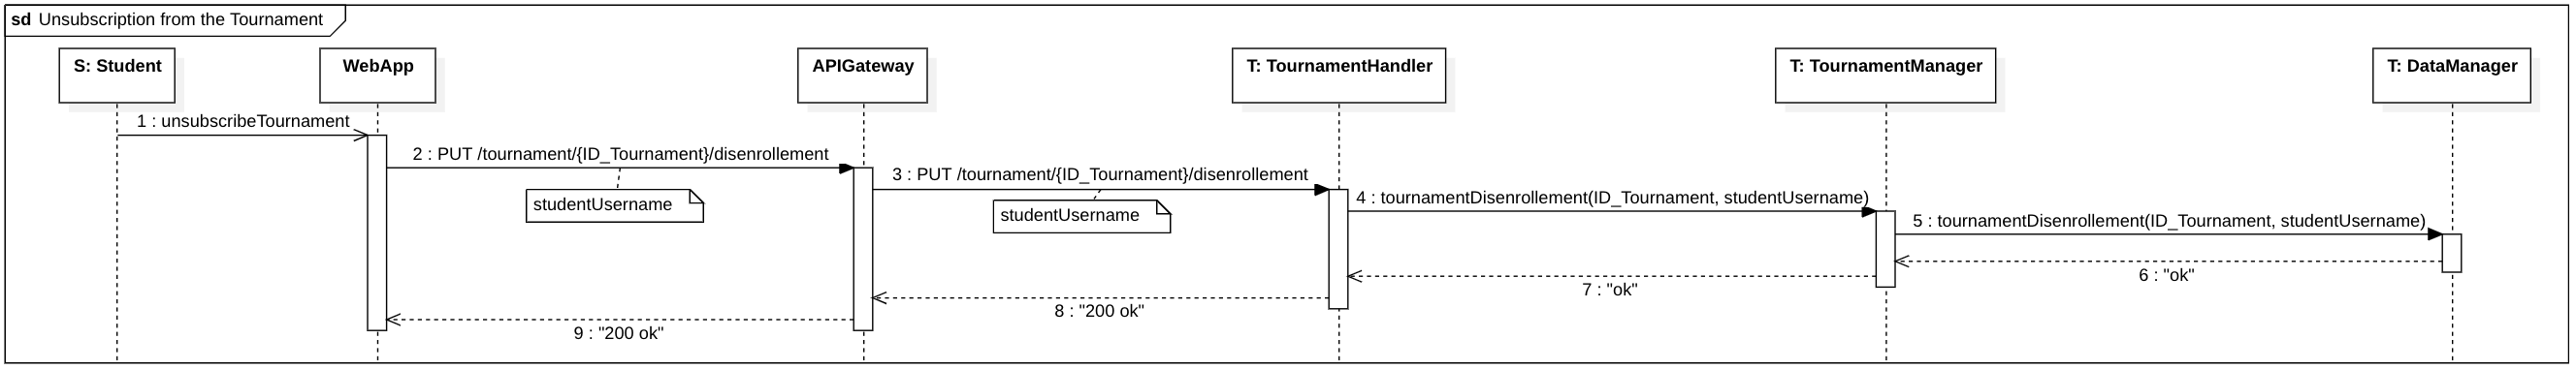 sd Unsubscription from the Tournament
S: Student
WebApp
APIGateway
T: TournamentHandler
T: TournamentManager
T: DataManager
1 : unsubscribeTournament
2 : PUT /tournament/{ID_Tournament}/disenrollement
studentUsername
3 : PUT /tournament/{ID_Tournament}/disenrollement
studentUsername
4 : tournamentDisenrollement(ID_Tournament, studentUsername)
5 : tournamentDisenrollement(ID_Tournament, studentUsername)
6 : "ok"
7 : "ok"
8 : "200 ok"
9 : "200 ok"